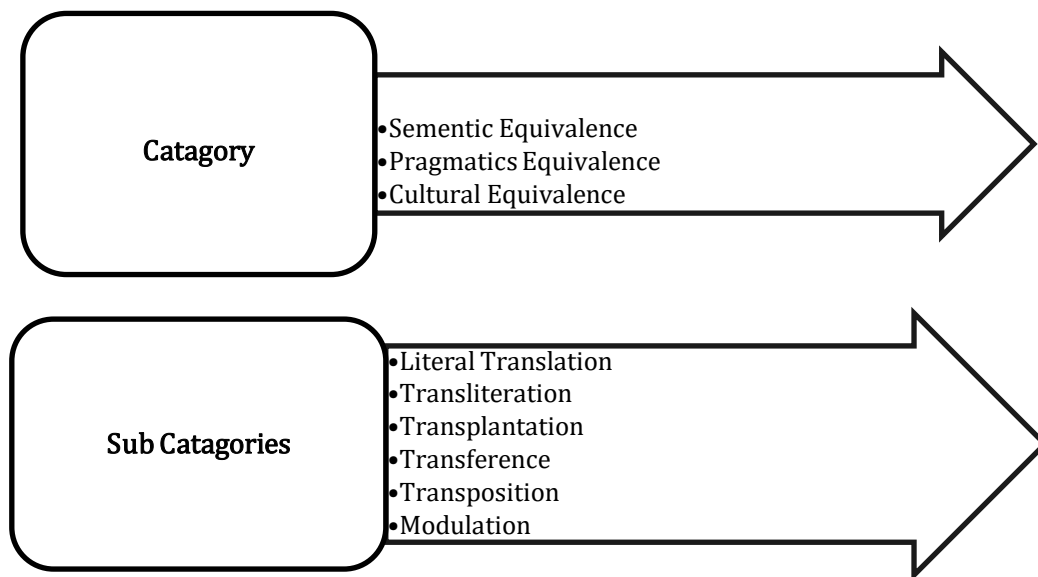 Catagory
•Sementic Equivalence
•Pragmatics Equivalence
•Cultural Equivalence
Sub Catagories
•Literal Translation
•Transliteration
•Transplantation
•Transference
•Transposition
•Modulation